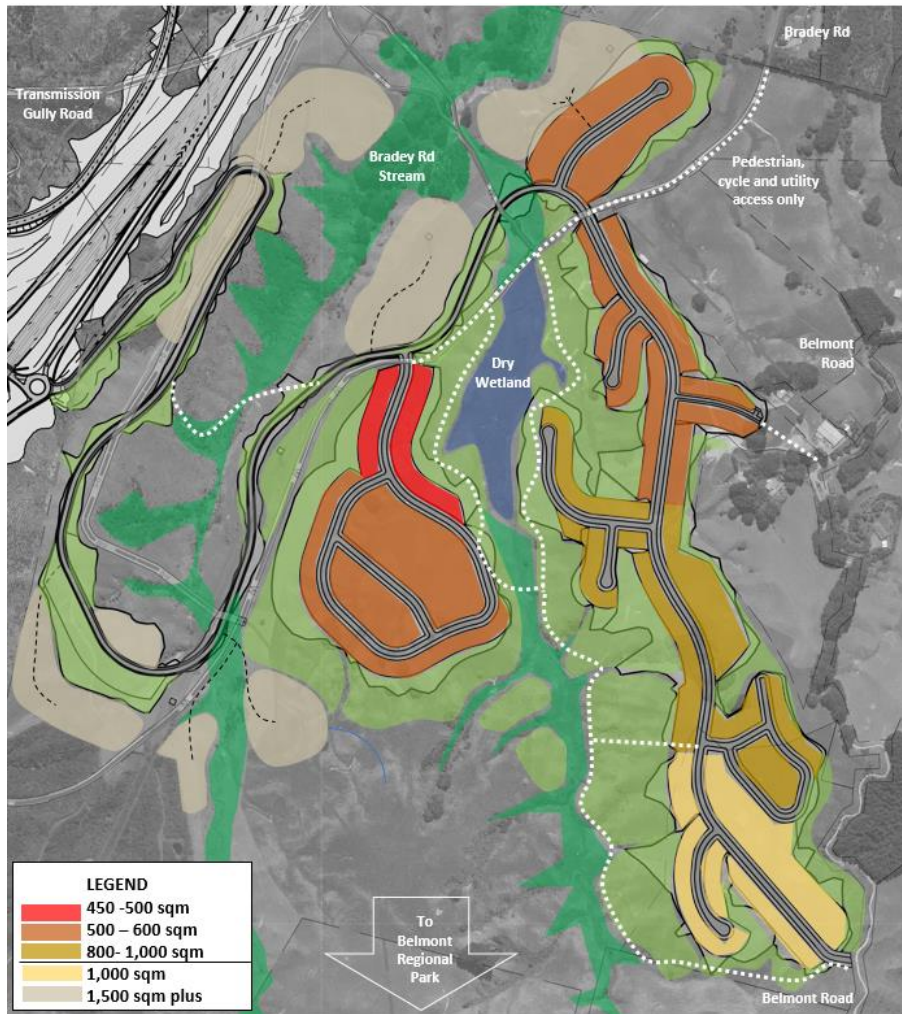 Bradey Rd
Transmission
Gully Road
Bradey Rd
Stream
Pedestrian,
cycle and utility
access only
Belmont
Road
Dry
Wetland
LEGEND
450 -500 sqm
500 – 600 sqm
800- 1,000 sqm
1,000 sqm
1,500 sqm plus
To
Belmont
Regional
Park
Belmont Road